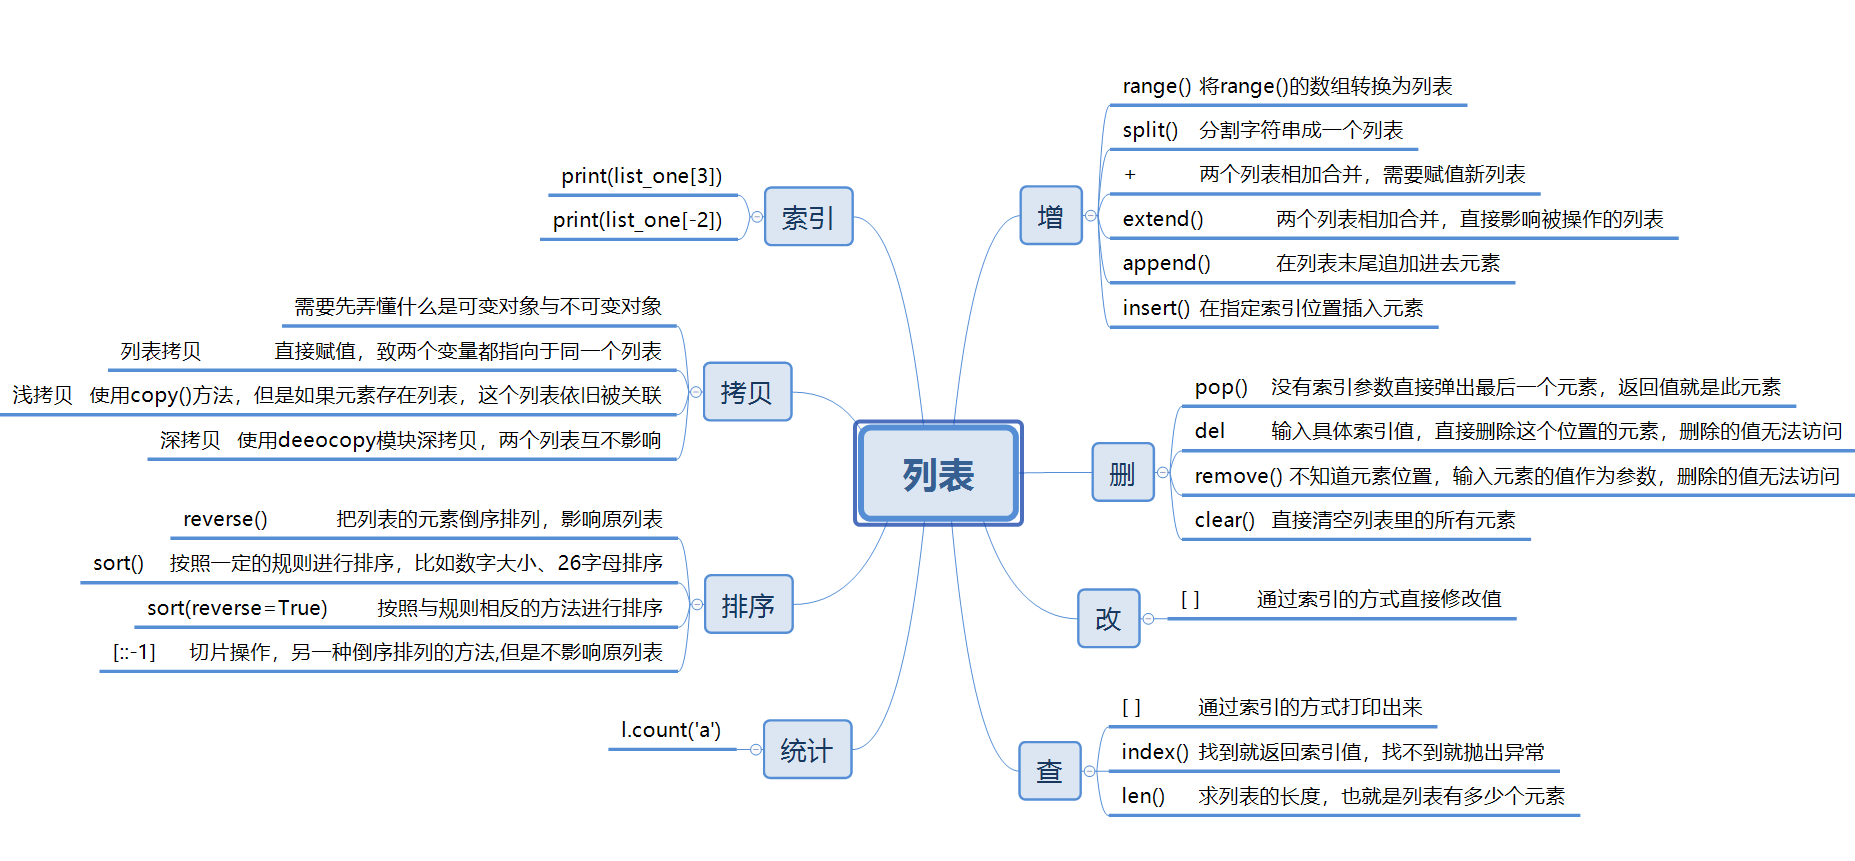 列表
增
range() 将range()的数组转换为列表
split() 分割字符串成一个列表
+ 两个列表相加合并，需要赋值新列表
extend() 两个列表相加合并，直接影响被操作的列表
append() 在列表末尾追加进去元素
insert() 在指定索引位置插入元素
删
pop() 没有索引参数直接弹出最后一个元素，返回值就是此元素
del 输入具体索引值，直接删除这个位置的元素，删除的值无法访问
remove() 不知道元素位置，输入元素的值作为参数，删除的值无法访问
clear() 直接清空列表里的所有元素
改
[ ] 通过索引的方式直接修改值
查
[ ] 通过索引的方式打印出来
index() 找到就返回索引值，找不到就抛出异常
len() 求列表的长度，也就是列表有多少个元素
索引
print(list_one[3])
print(list_one[-2])
拷贝
需要先弄懂什么是可变对象与不可变对象
列表拷贝 直接赋值，致两个变量都指向于同一个列表
浅拷贝 使用copy()方法，但是如果元素存在列表，这个列表依旧被关联
深拷贝 使用deeocopy模块深拷贝，两个列表互不影响
排序
reverse() 把列表的元素倒序排列，影响原列表
sort() 按照一定的规则进行排序，比如数字大小、26字母排序
sort(reverse=True) 按照与规则相反的方法进行排序
[::-1] 切片操作，另一种倒序排列的方法,但是不影响原列表
统计
l.count('a')